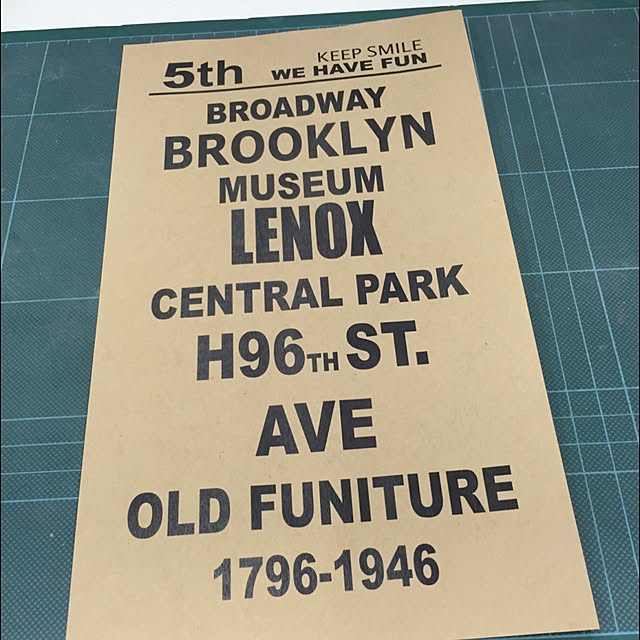 5th KEEP SMILE
WE HAVE FUN
BROADWAY
BROOKLYN
MUSEUM
LENOX
CENTRAL PARK
H96TH ST.
AVE
OLD FUNITURE
1796-1946